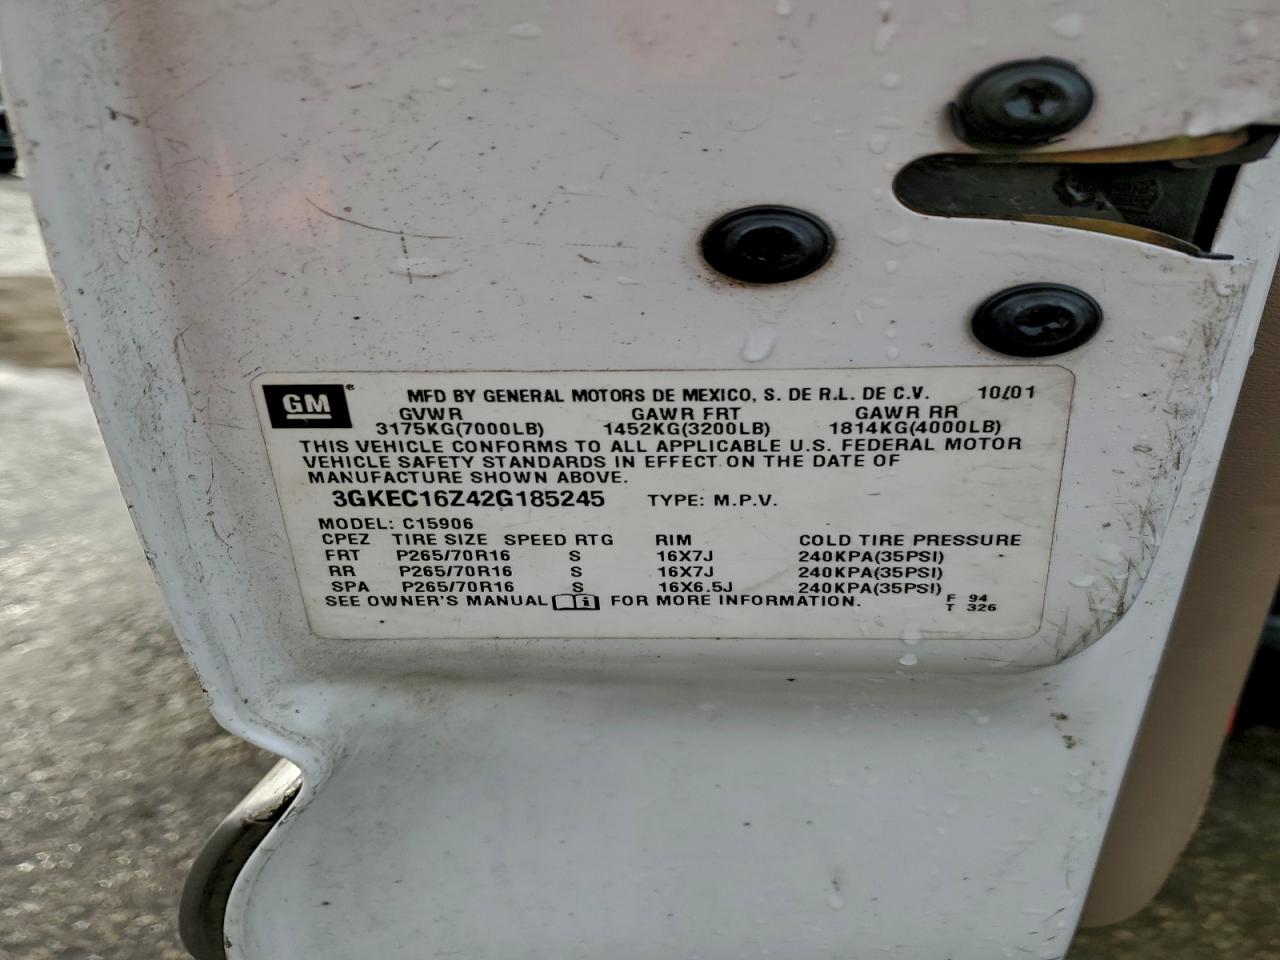 GM® MFD BY GENERAL MOTORS DE MEXICO, S. DE R.L. DE C.V. 10/01
GVWR GAWR FRT GAWR RR
3175KG(7000LB) 1452KG(3200LB) 1814KG(4000LB)
THIS VEHICLE CONFORMS TO ALL APPLICABLE U.S. FEDERAL MOTOR
VEHICLE SAFETY STANDARDS IN EFFECT ON THE DATE OF
MANUFACTURE SHOWN ABOVE.
3GKEC16Z42G185245 TYPE: M.P.V.
MODEL: C15906
CPEZ TIRE SIZE SPEED RTG RIM COLD TIRE PRESSURE
FRT P265/70R16 S 16X7J 240KPA(35PSI)
RR P265/70R16 S 16X7J 240KPA(35PSI)
SPA P265/70R16 S 16X6.5J 240KPA(35PSI)
SEE OWNER'S MANUAL i FOR MORE INFORMATION. F 94
T 326